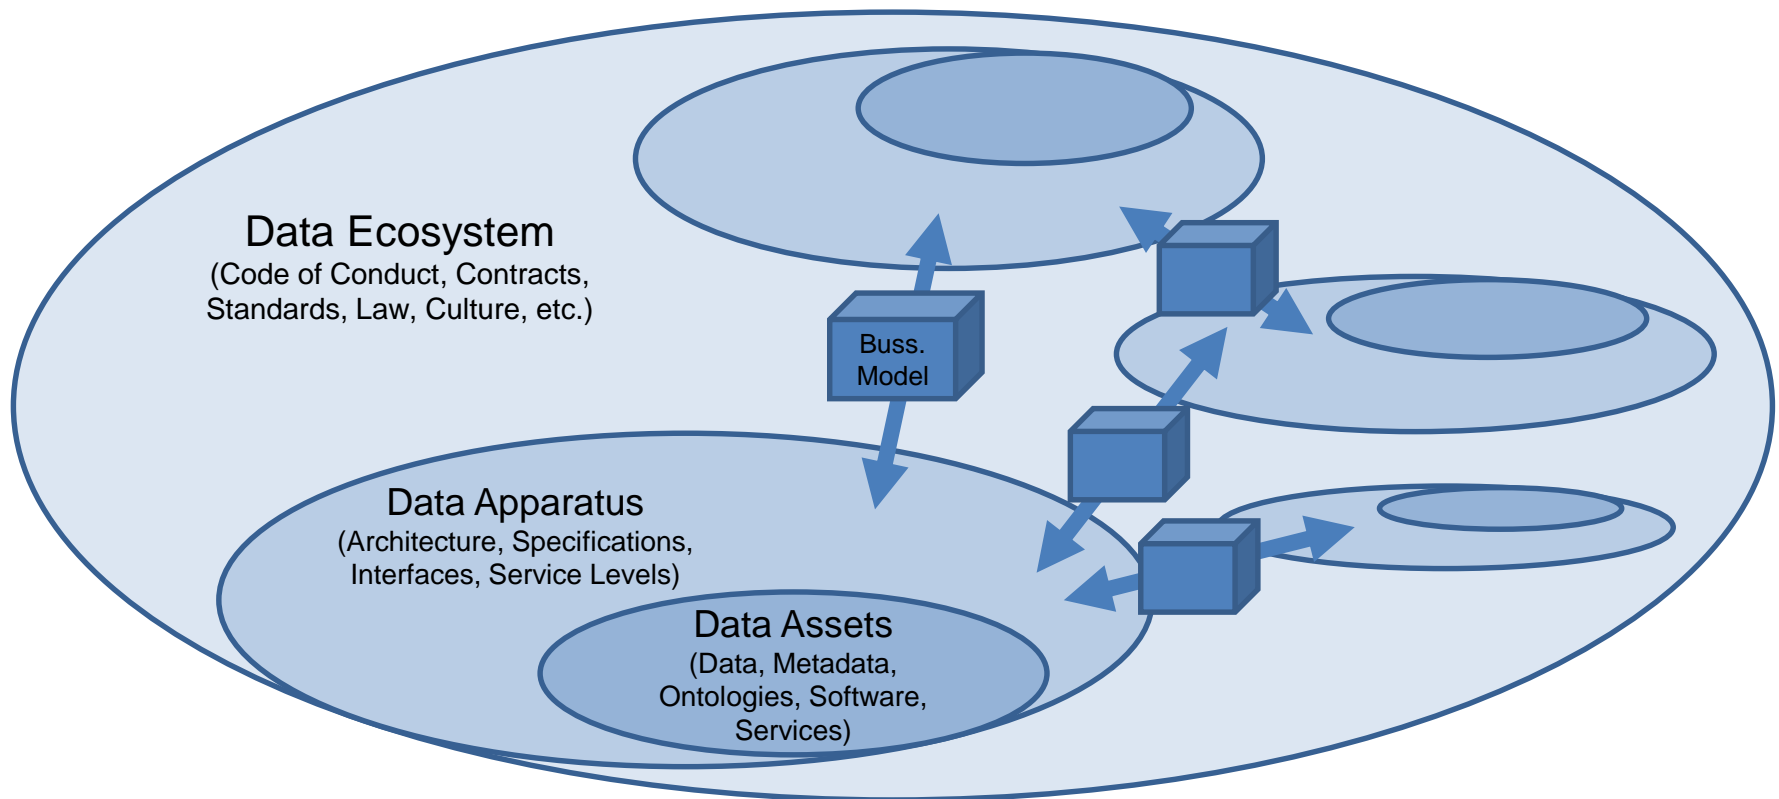 Data Ecosystem
(Code of Conduct, Contracts,
Standards, Law, Culture, etc.)
Buss.
Model
Data Apparatus
(Architecture, Specifications,
Interfaces, Service Levels)
Data Assets
(Data, Metadata,
Ontologies, Software,
Services)